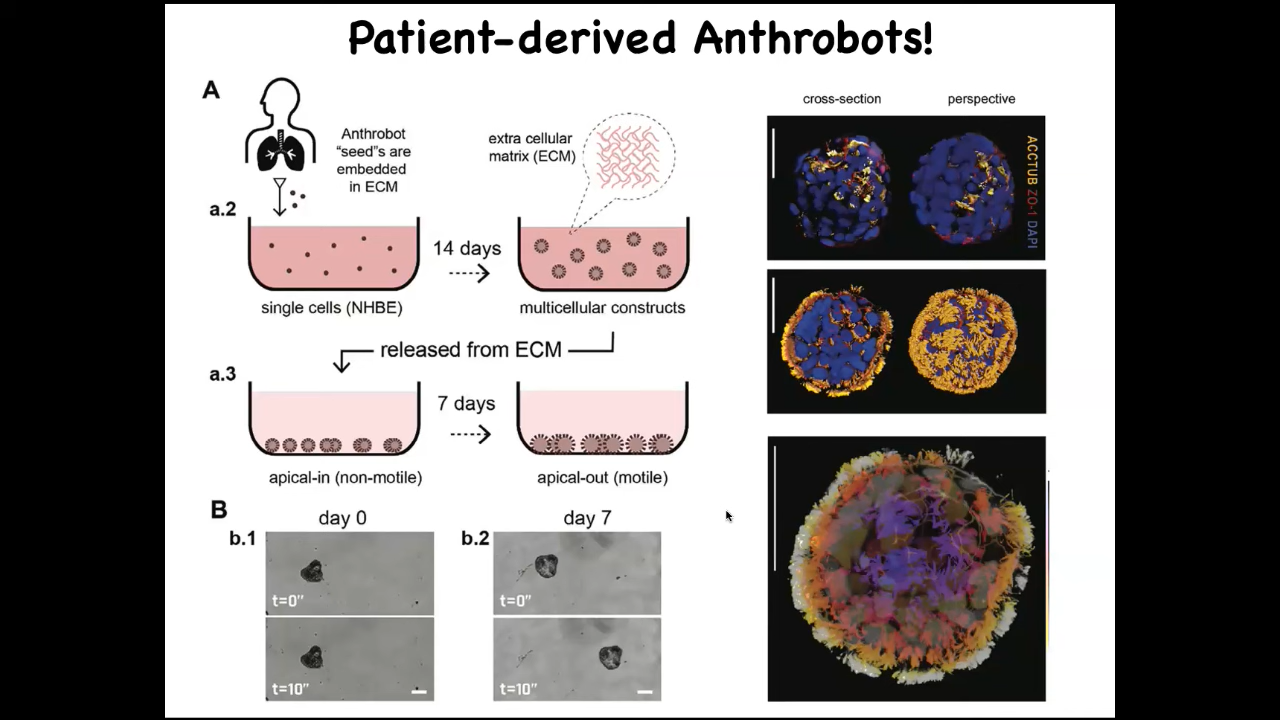 Patient-derived Anthrobots!
A
Anthrobot
"seed"s are
embedded
in ECM
extra cellular
matrix (ECM)
a.2
14 days
single cells (NHBE)
multicellular constructs
released from ECM
a.3
7 days
apical-in (non-motile)
apical-out (motile)
B
day 0
day 7
b.1
b.2
t=0"
t=0"
t=10"
t=10"
cross-section
perspective
ACCTUB ZO-1 DAPI